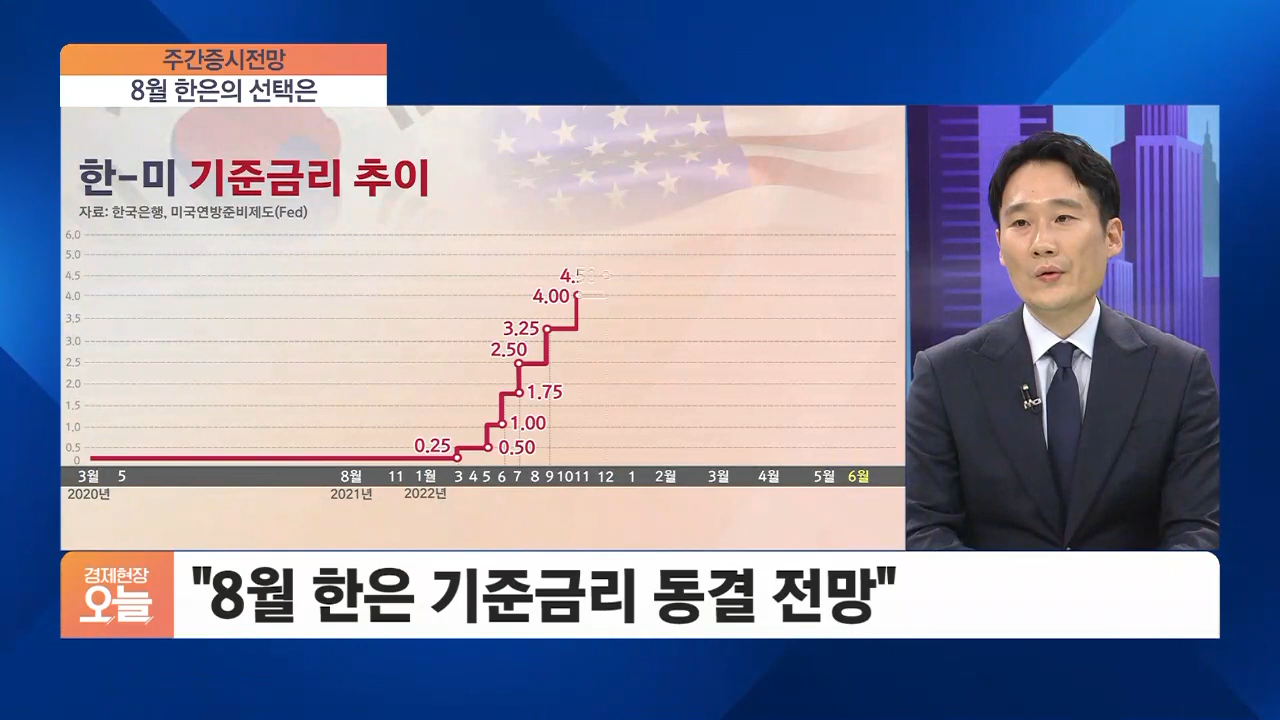 주간증시전망
8월 한은의 선택은
한-미 기준금리 추이
자료: 한국은행, 미국연방준비제도(Fed)
6.0
5.0
4.5
4.0
3.5
3.0
2.5
2.0
1.5
1.0
0.5
0
4.00
3.25
2.50
1.75
1.00
0.25
0.50
3월 5 8월 11 1월 3 4 5 6 7 8 9 10 11 12 1 2월 3월 4월 5월 6월
2020년 2021년 2022년
경제현장
오늘
"8월 한은 기준금리 동결 전망"